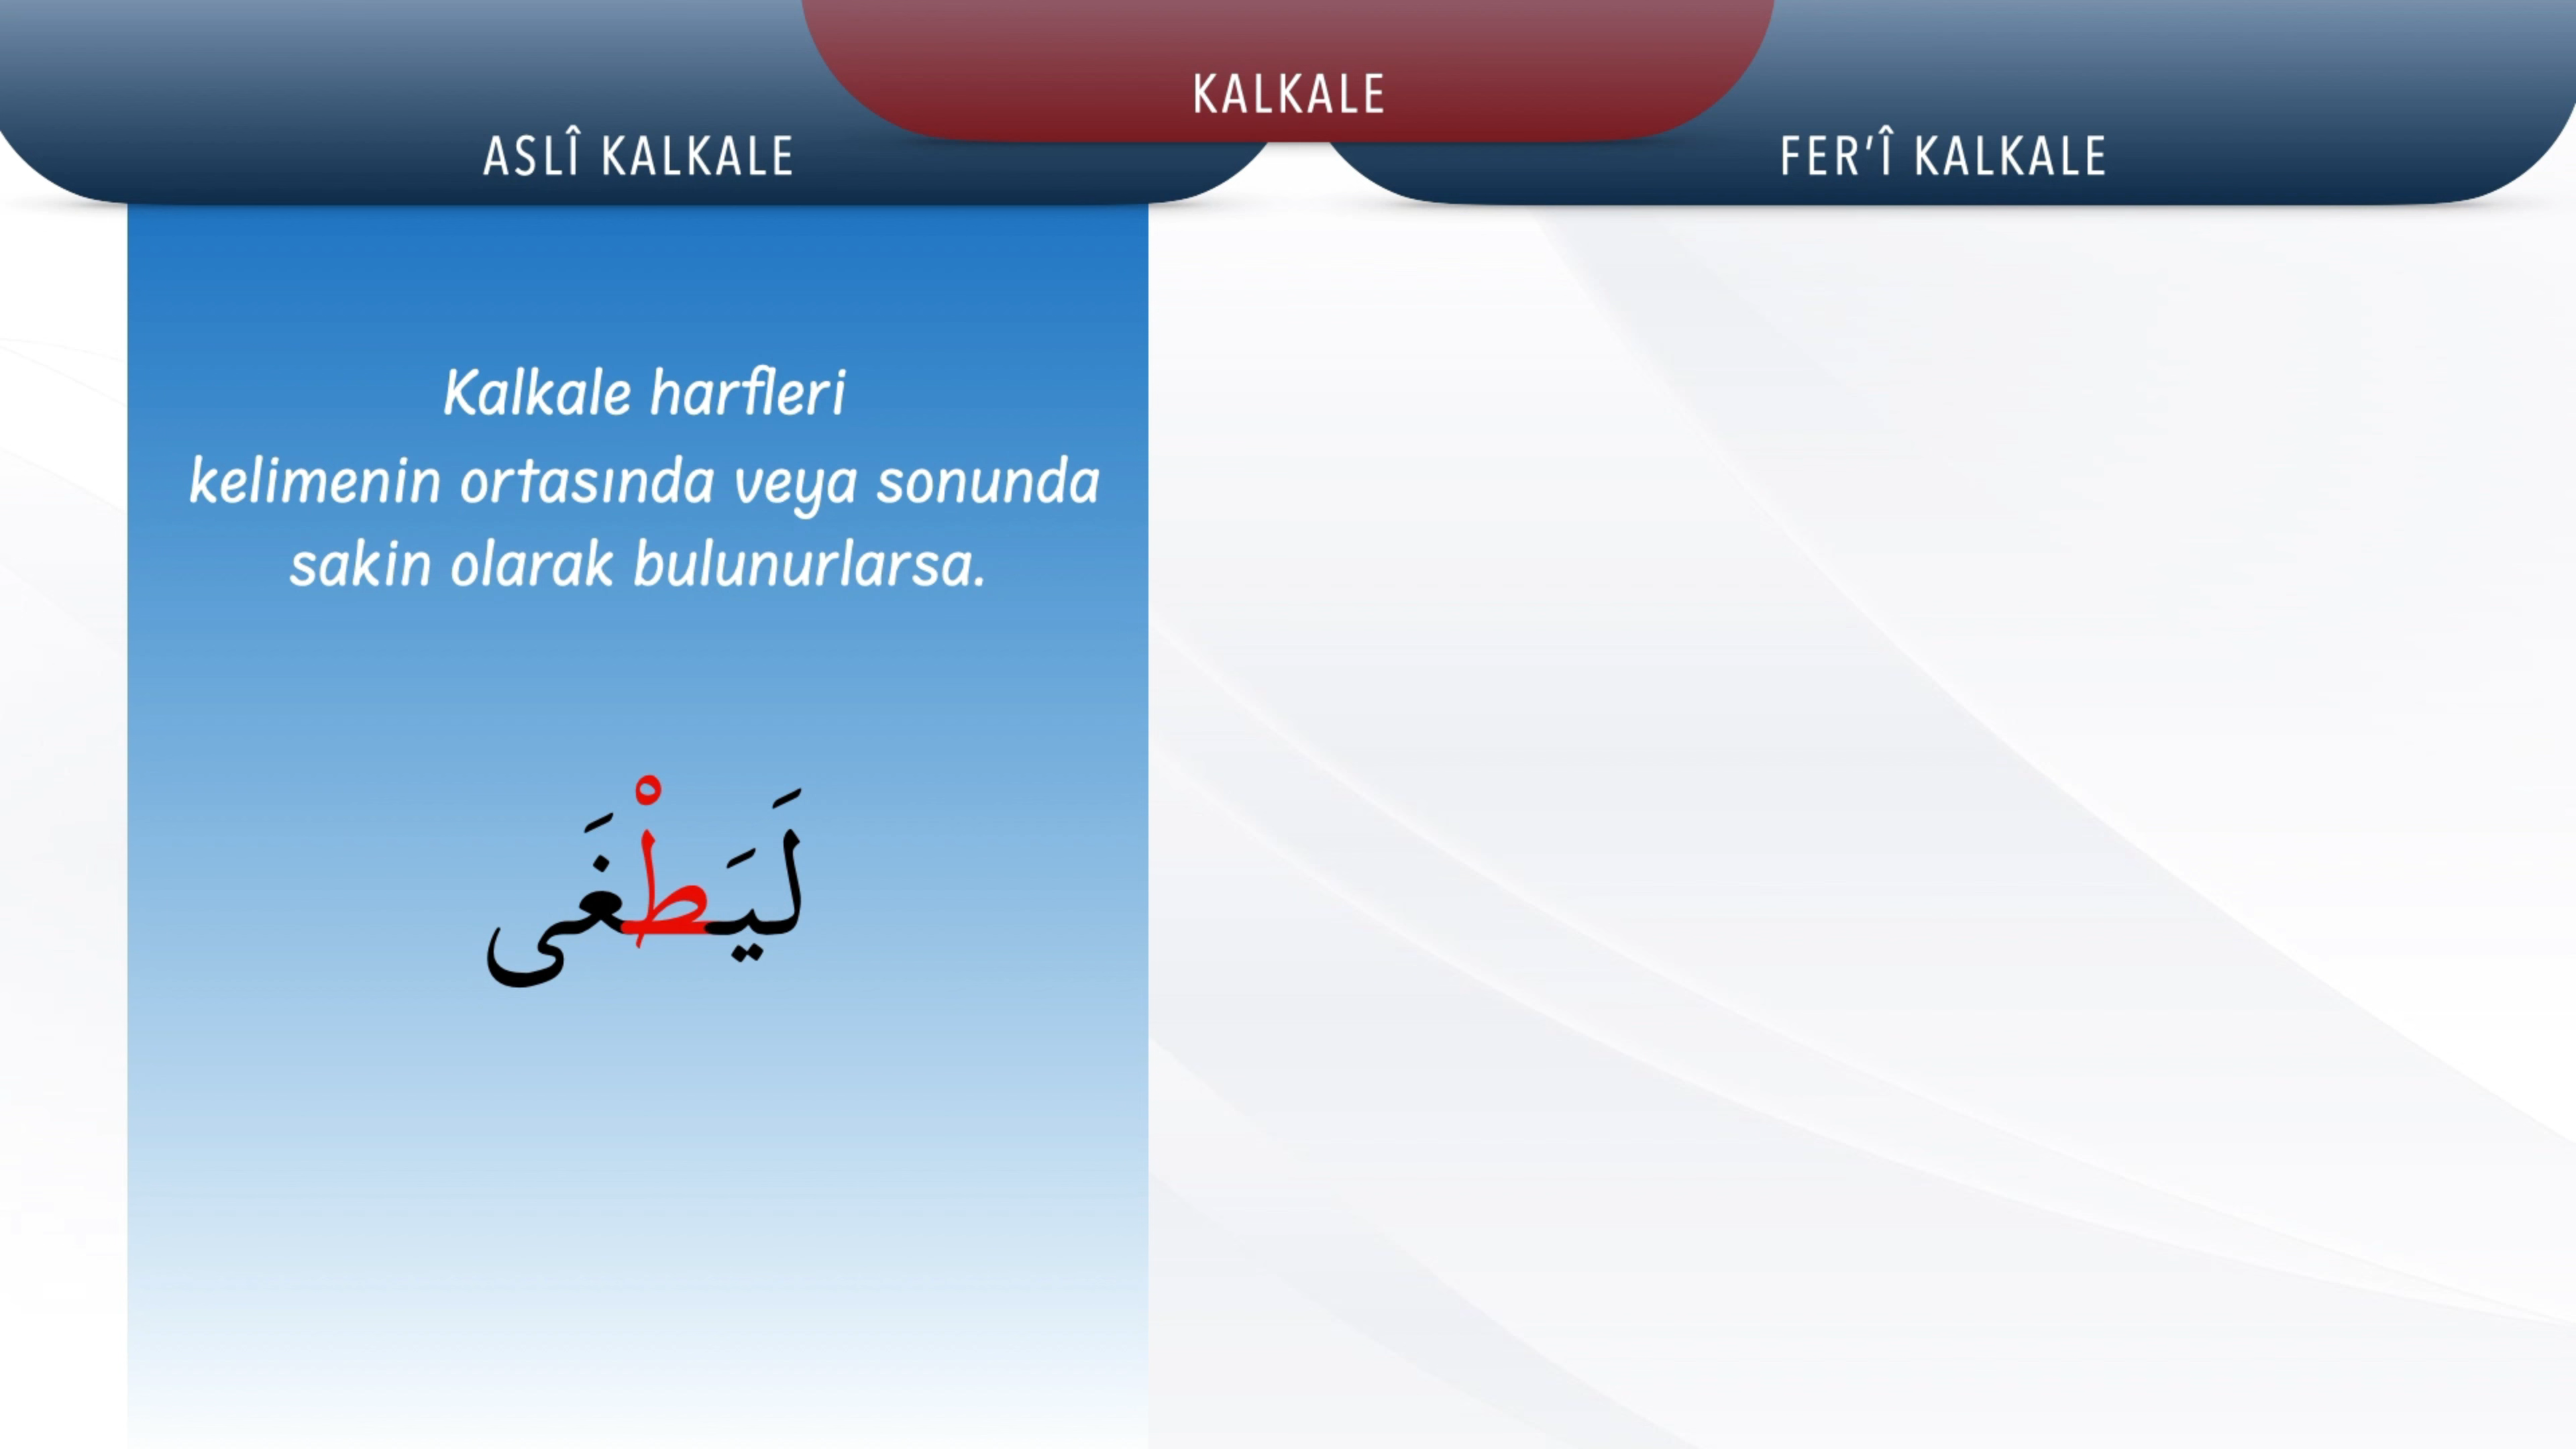 KALKALE
ASLÎ KALKALE
FER'Î KALKALE
Kalkale harfleri
kelimenin ortasında veya sonunda
sakin olarak bulunurlarsa.
لَيَطْغَى